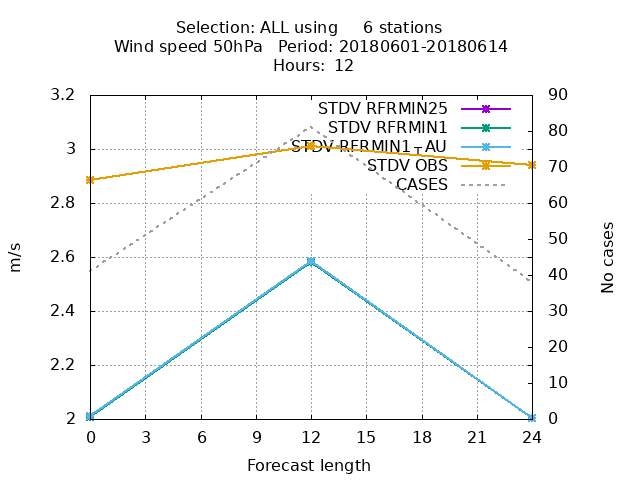 Selection: ALL using 6 stations
Wind speed 50hPa Period: 20180601-20180614
Hours: 12
3.2
3
2.8
2.6
2.4
2.2
2
90
80
70
60
50
40
30
20
10
0
STDV RFRMIN25
STDV RFRMIN1
STDV RFRMIN1_AU
STDV OBS
CASES
m/s
No cases
0 3 6 9 12 15 18 21 24
Forecast length